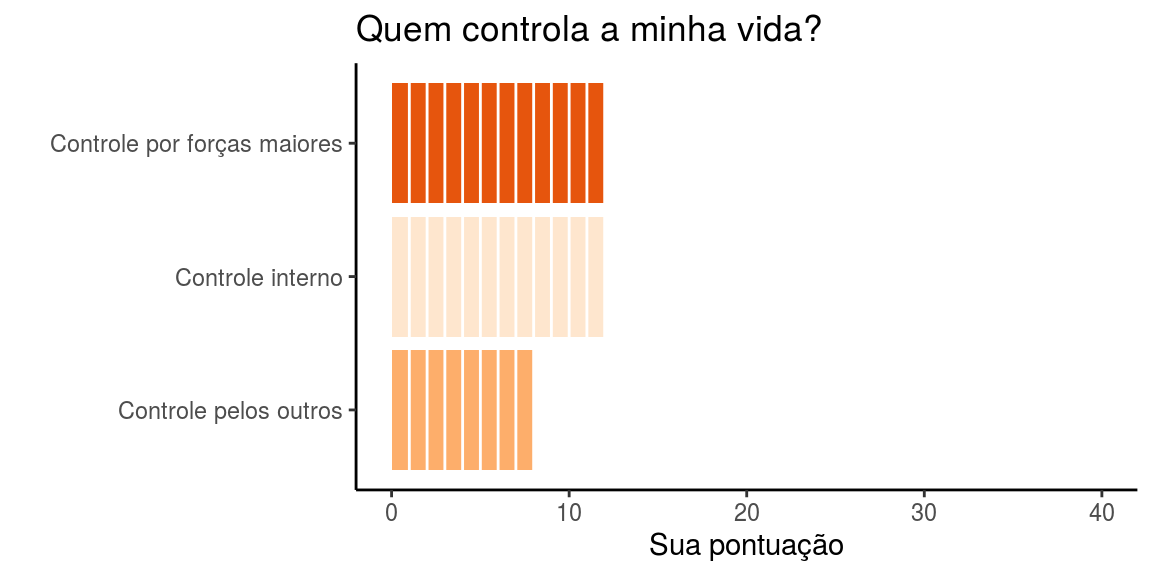 Quem controla a minha vida?
Controle por forças maiores
Controle interno
Controle pelos outros
0 10 20 30 40
Sua pontuação